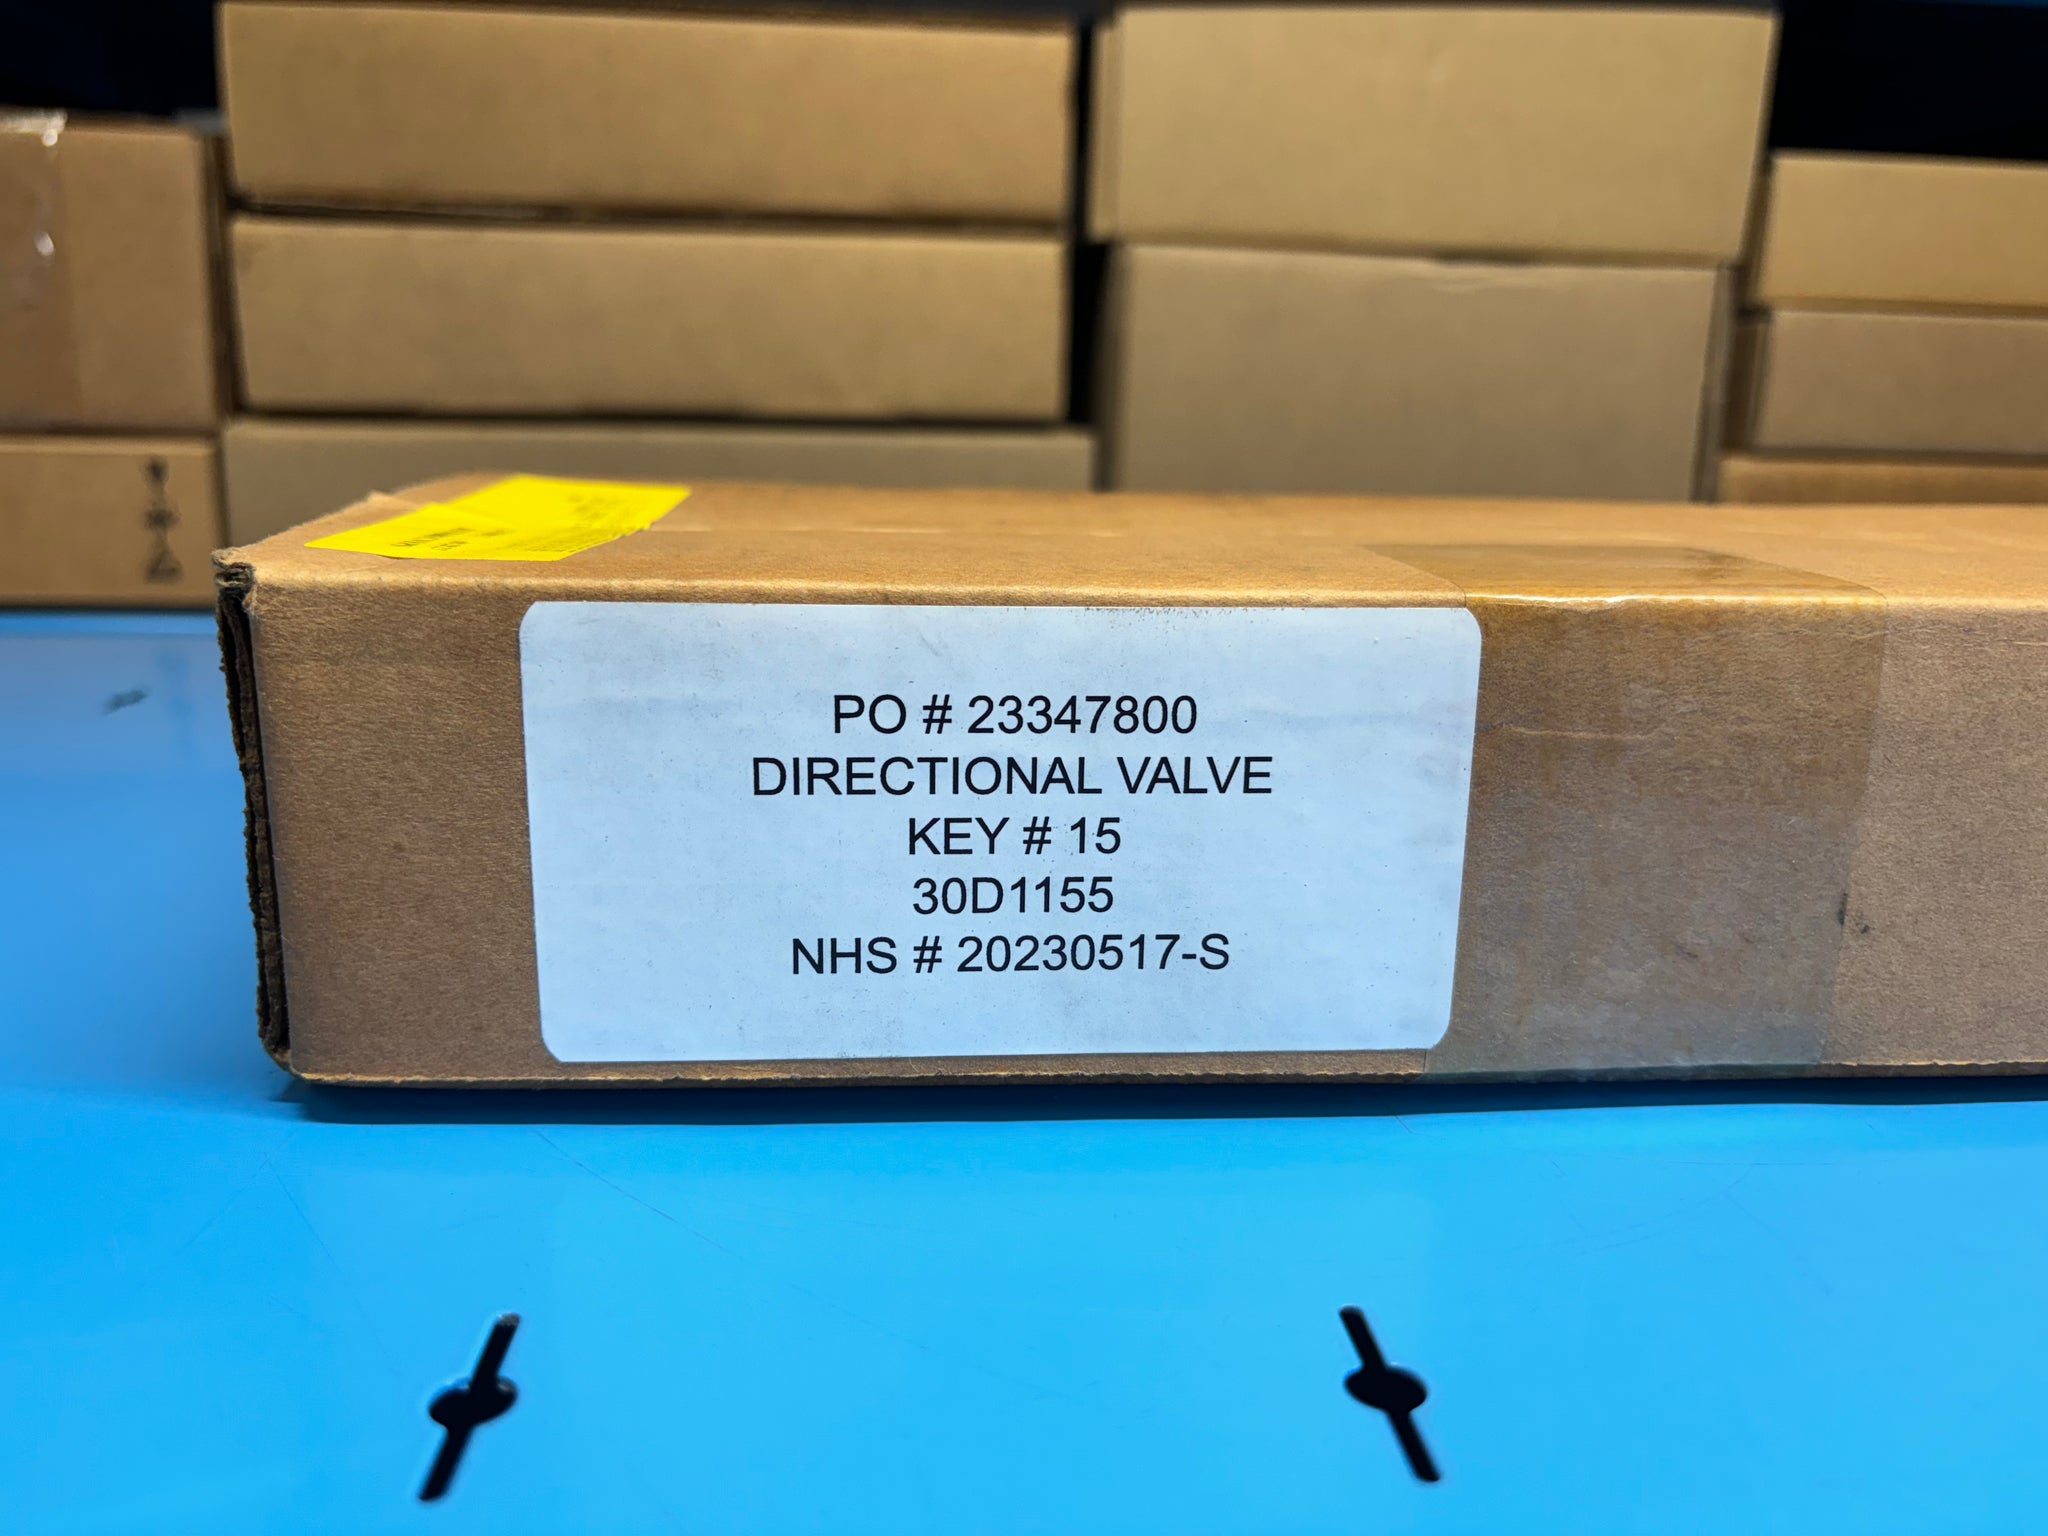 PO # 23347800
DIRECTIONAL VALVE
KEY # 15
30D1155
NHS # 20230517-S